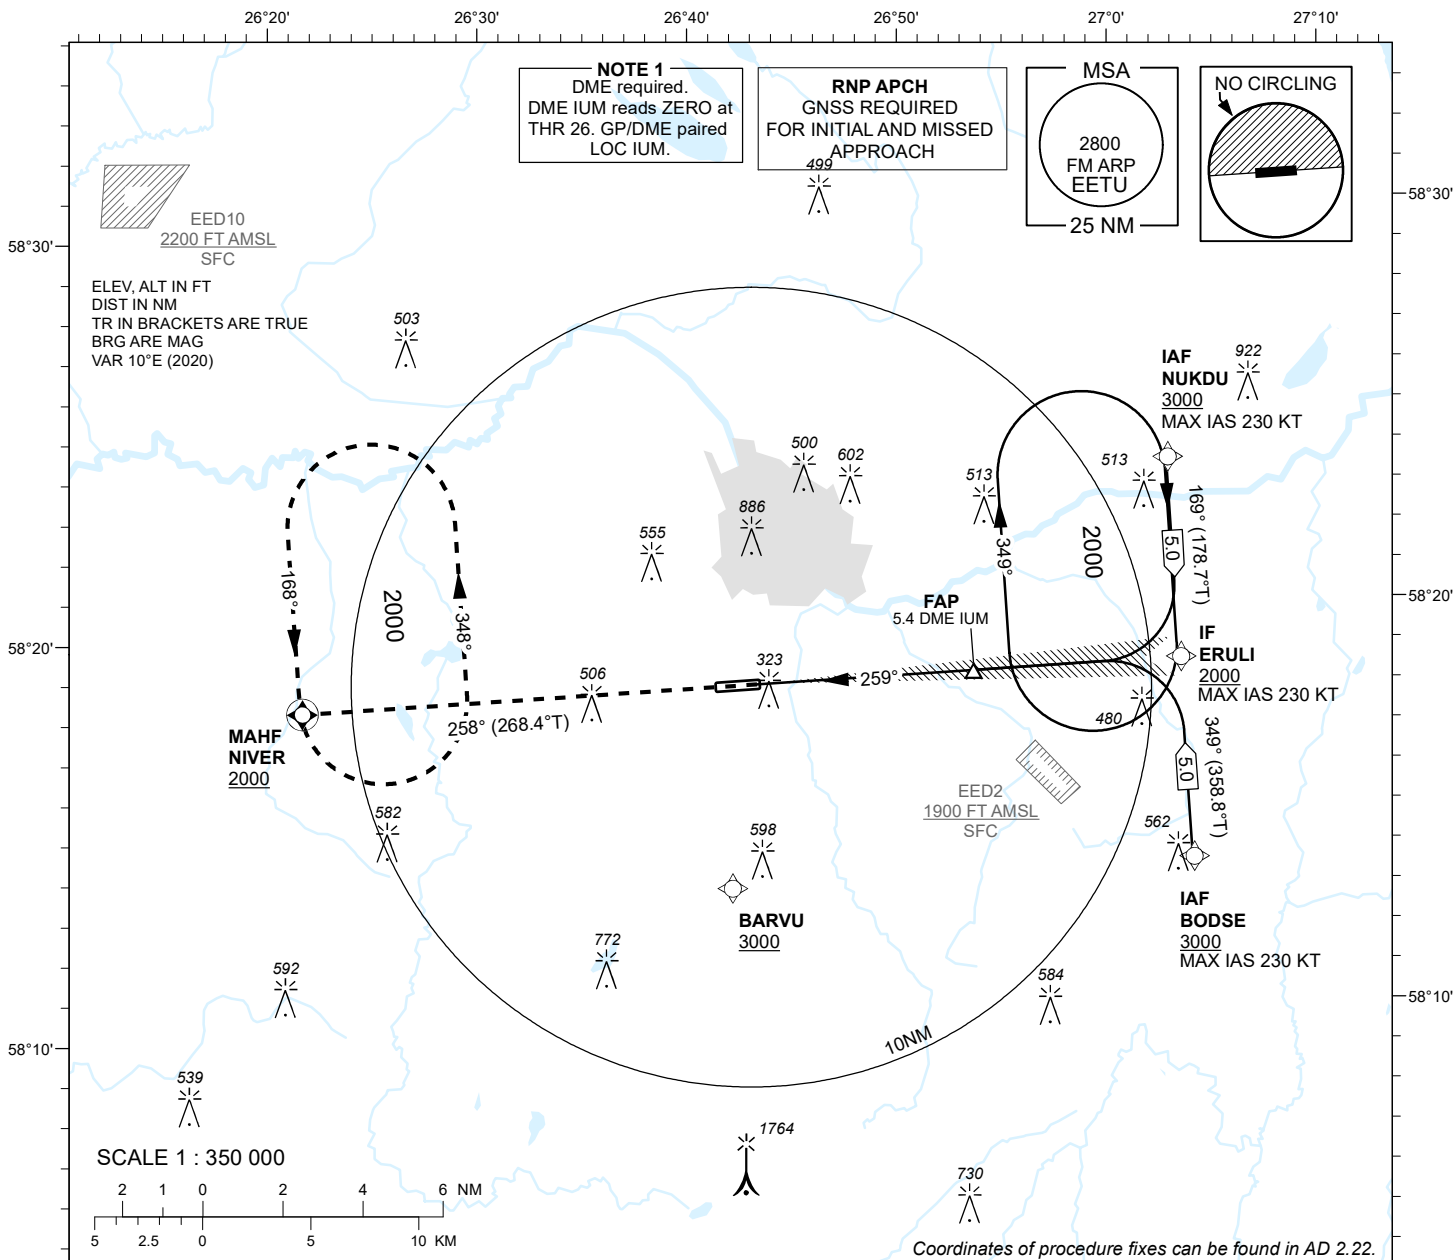 26°20'
26°30'
26°40'
26°50'
27°0'
27°10'
NOTE 1
DME required.
DME IUM reads ZERO at
THR 26. GP/DME paired
LOC IUM.
RNP APCH
GNSS REQUIRED
FOR INITIAL AND MISSED
APPROACH
MSA
2800
FM ARP
EETU
25 NM
NO CIRCLING
499
58°30'
58°30'
EED10
2200 FT AMSL
SFC
ELEV, ALT IN FT
DIST IN NM
TR IN BRACKETS ARE TRUE
BRG ARE MAG
VAR 10°E (2020)
503
IAF
NUKDU
3000
MAX IAS 230 KT
922
500
602
513
513
886
555
169° (178.7°T)
5.0
349°
2000
168°
348°
2000
58°20'
58°20'
FAP
5.4 DME IUM
IF
ERULI
2000
MAX IAS 230 KT
323
506
259°
258° (268.4°T)
480
MAHF
NIVER
2000
349° (358.8°T)
5.0
EED2
1900 FT AMSL
SFC
582
598
562
BARVU
3000
IAF
BODSE
3000
MAX IAS 230 KT
772
592
584
58°10'
58°10'
10NM
539
1764
730
SCALE 1 : 350 000
2 1 0 2 4 6 NM
5 2.5 0 5 10 KM
Coordinates of procedure fixes can be found in AD 2.22.